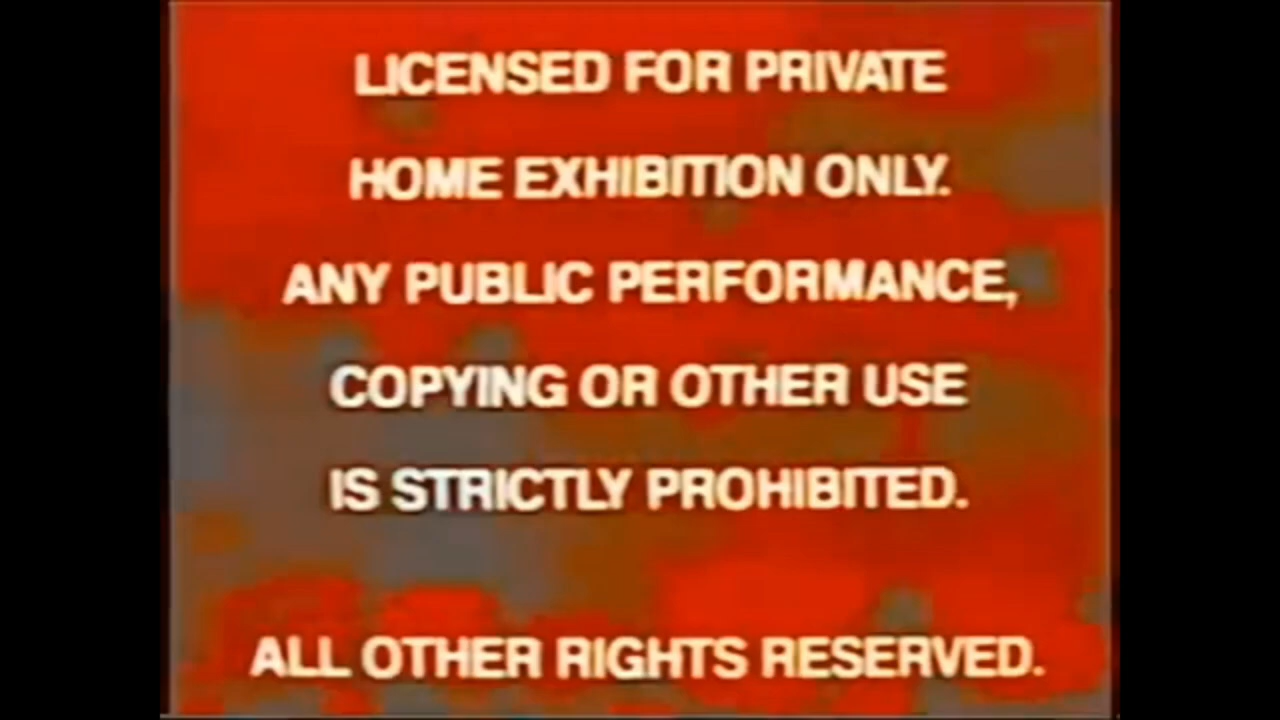 LICENSED FOR PRIVATE
HOME EXHIBITION ONLY.
ANY PUBLIC PERFORMANCE,
COPYING OR OTHER USE
IS STRICTLY PROHIBITED.
ALL OTHER RIGHTS RESERVED.